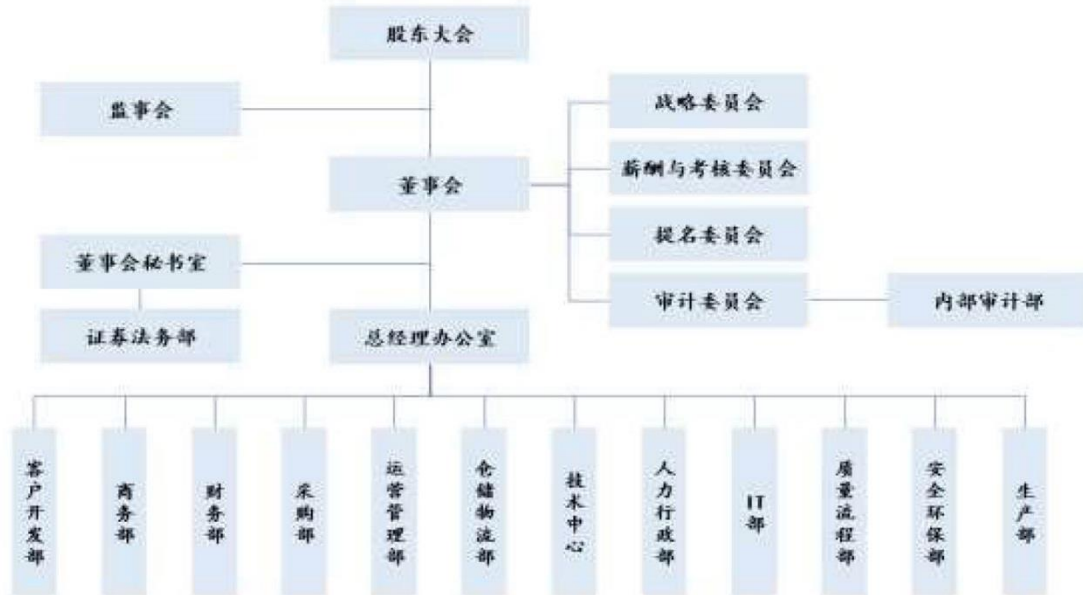 股东大会
监事会
战略委员会
薪酬与考核委员会
董事会
提名委员会
董事会秘书室
审计委员会
内部审计部
证券法务部
总经理办公室
客户开发部
商务部
财务部
采购部
运营管理部
仓储物流部
技术中心
人力行政部
IT部
质量流程部
安全环保部
生产部